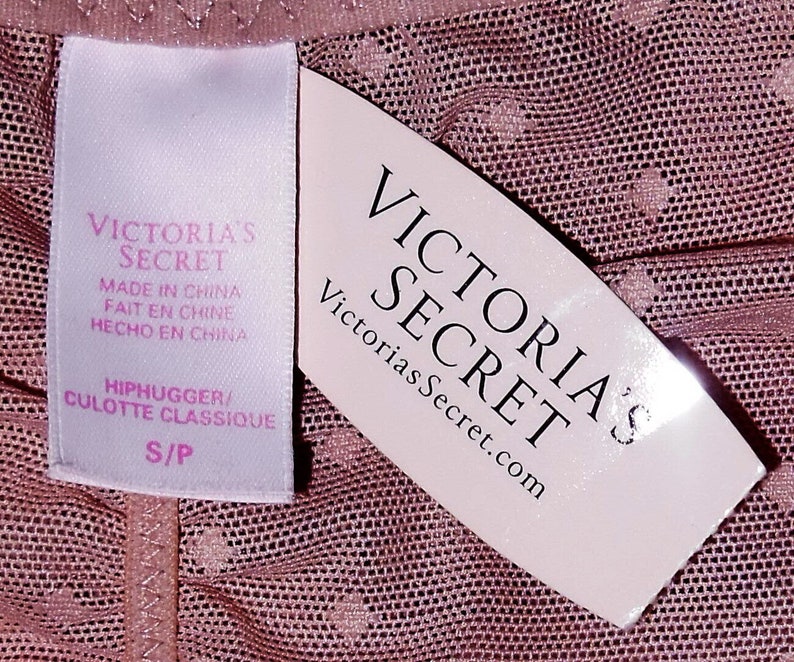 VICTORIA'S
SECRET
MADE IN CHINA
FAIT EN CHINE
HECHO EN CHINA
HIPHUGGER/
CULOTTE CLASSIQUE
S/P
VICTORIA'S
SECRET
VictoriasSecret.com